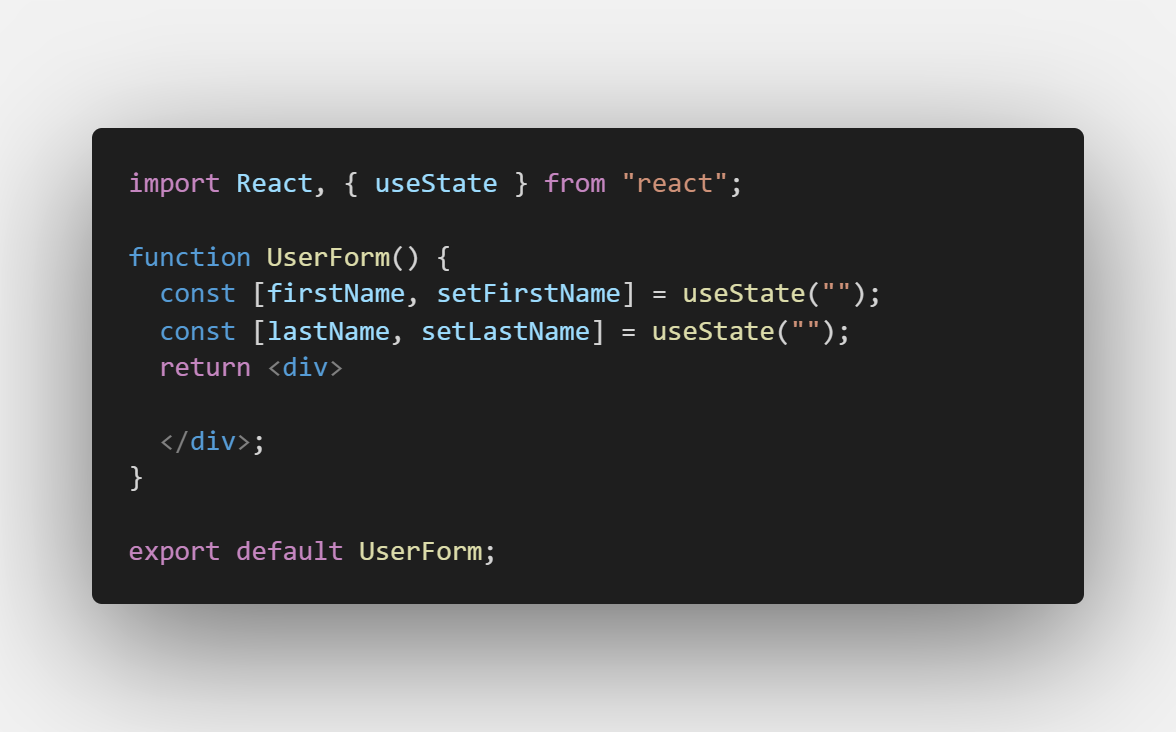 import React, { useState } from "react";
function UserForm() {
  const [firstName, setFirstName] = useState("");
  const [lastName, setLastName] = useState("");
  return <div>
  </div>;
}
export default UserForm;